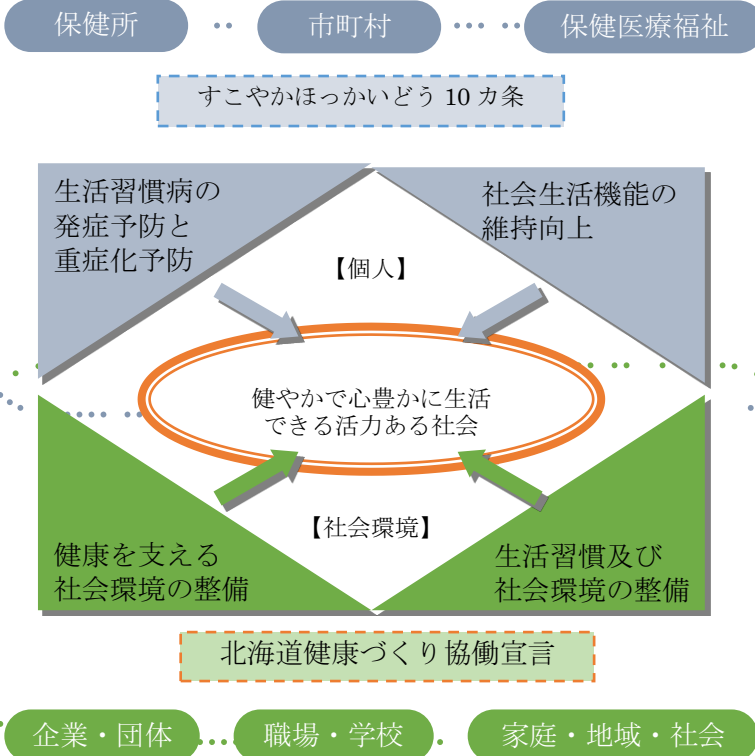 保健所
市町村
保健医療福祉
すこやかほっかいどう 10 カ条
生活習慣病の
発症予防と
重症化予防
社会生活機能の
維持向上
【個人】
健やかで心豊かに生活
できる活力ある社会
【社会環境】
健康を支える
社会環境の整備
生活習慣及び
社会環境の整備
北海道健康づくり協働宣言
企業・団体
職場・学校
家庭・地域・社会